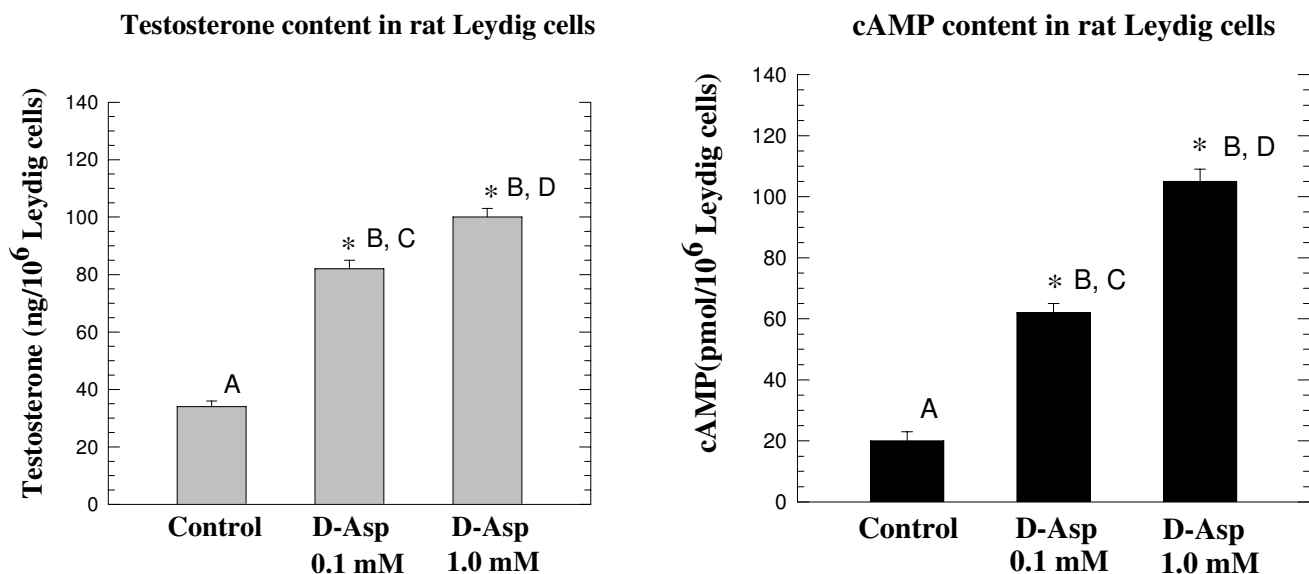 Testosterone content in rat Leydig cells
Testosterone (ng/10⁶ Leydig cells)
140
120
100
80
60
40
20
0
A
* B, C
* B, D
Control
D-Asp
0.1 mM
D-Asp
1.0 mM
cAMP content in rat Leydig cells
cAMP(pmol/10⁶ Leydig cells)
140
120
100
80
60
40
20
0
A
* B, C
* B, D
Control
D-Asp
0.1 mM
D-Asp
1.0 mM